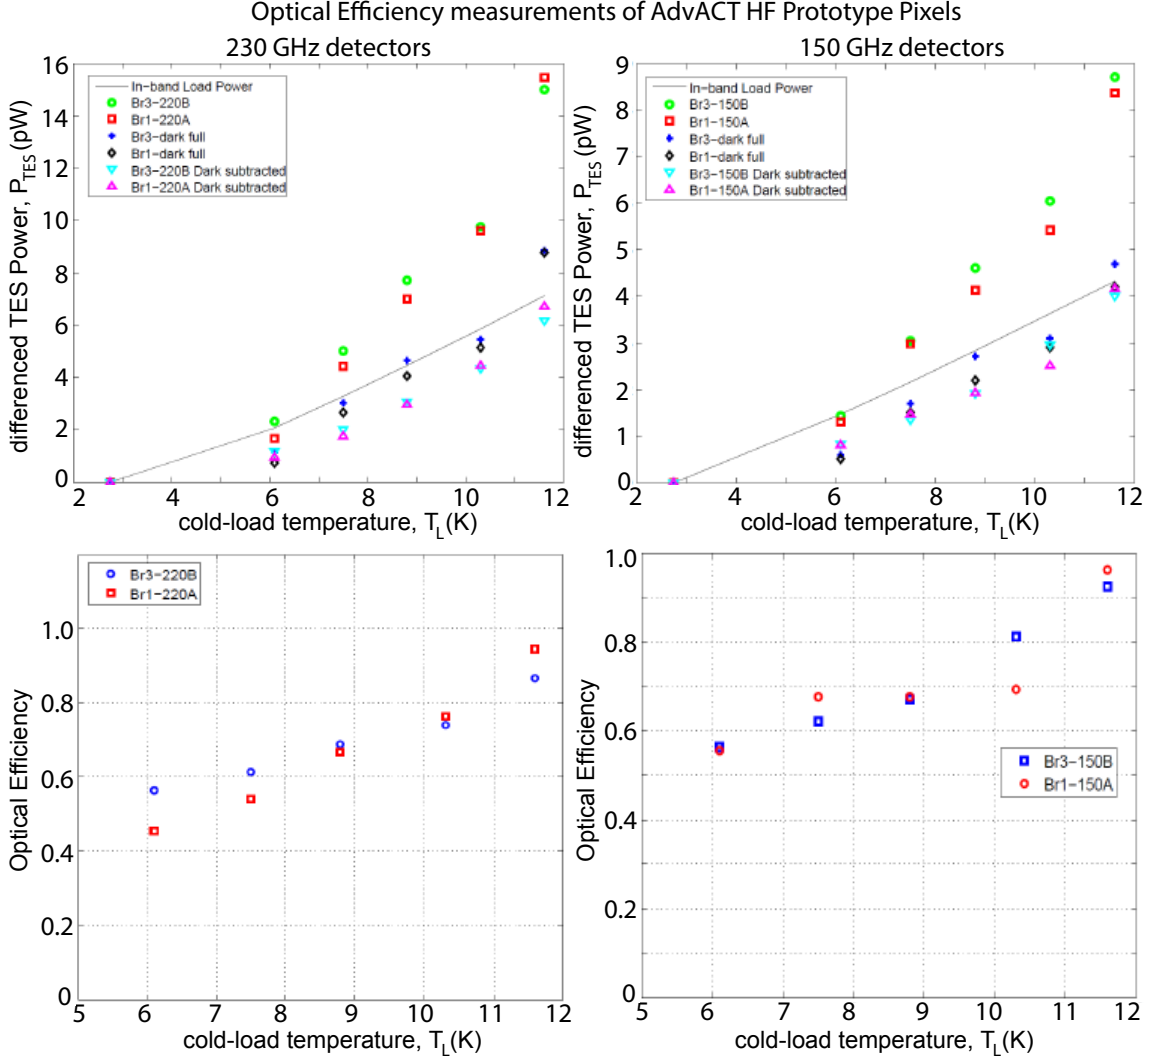 Optical Efficiency measurements of AdvACT HF Prototype Pixels
230 GHz detectors
16
14
12
10
8
6
4
2
0
differenced TES Power, P_TES (pW)
In-band Load Power
Br3-220B
Br1-220A
Br3-dark full
Br1-dark full
Br3-220B Dark subtracted
Br1-220A Dark subtracted
2 4 6 8 10 12
cold-load temperature, T_L(K)
150 GHz detectors
9
8
7
6
5
4
3
2
1
0
differenced TES Power, P_TES (pW)
In-band Load Power
Br3-150B
Br1-150A
Br3-dark full
Br1-dark full
Br3-150B Dark subtracted
Br1-150A Dark subtracted
2 4 6 8 10 12
cold-load temperature, T_L(K)
Br3-220B
Br1-220A
1.0
0.8
0.6
0.4
0.2
0
Optical Efficiency
5 6 7 8 9 10 11 12
cold-load temperature, T_L(K)
1.0
0.8
0.6
0.4
0.2
0
Optical Efficiency
Br3-150B
Br1-150A
5 6 7 8 9 10 11 12
cold-load temperature, T_L(K)